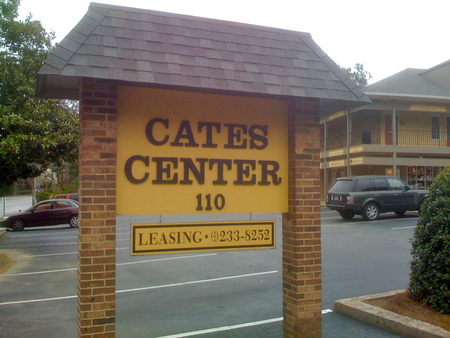 CATES
CENTER
110
LEASING • 233-8252